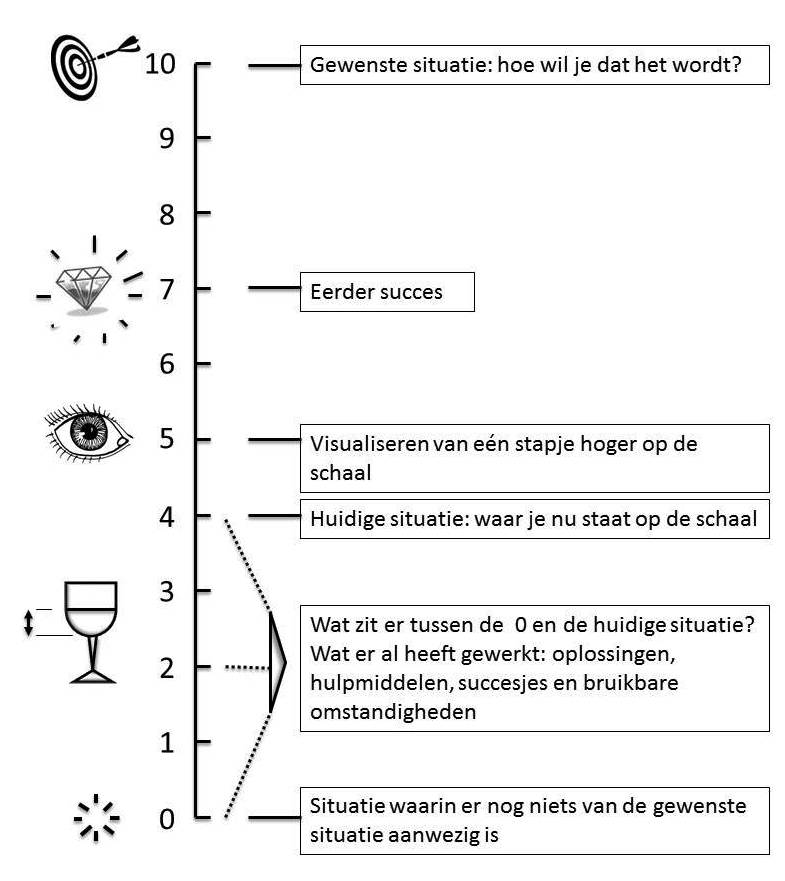 10 Gewenste situatie: hoe wil je dat het wordt?
9
8
7 Eerder succes
6
5 Visualiseren van eén stapje hoger op de
schaal
4 Huidige situatie: waar je nu staat op de schaal
3
Wat zit er tussen de 0 en de huidige situatie?
Wat er al heeft gewerkt: oplossingen,
2 hulpmiddelen, succesjes en bruikbare
omstandigheden
1
0 Situatie waarin er nog niets van de gewenste
situatie aanwezig is